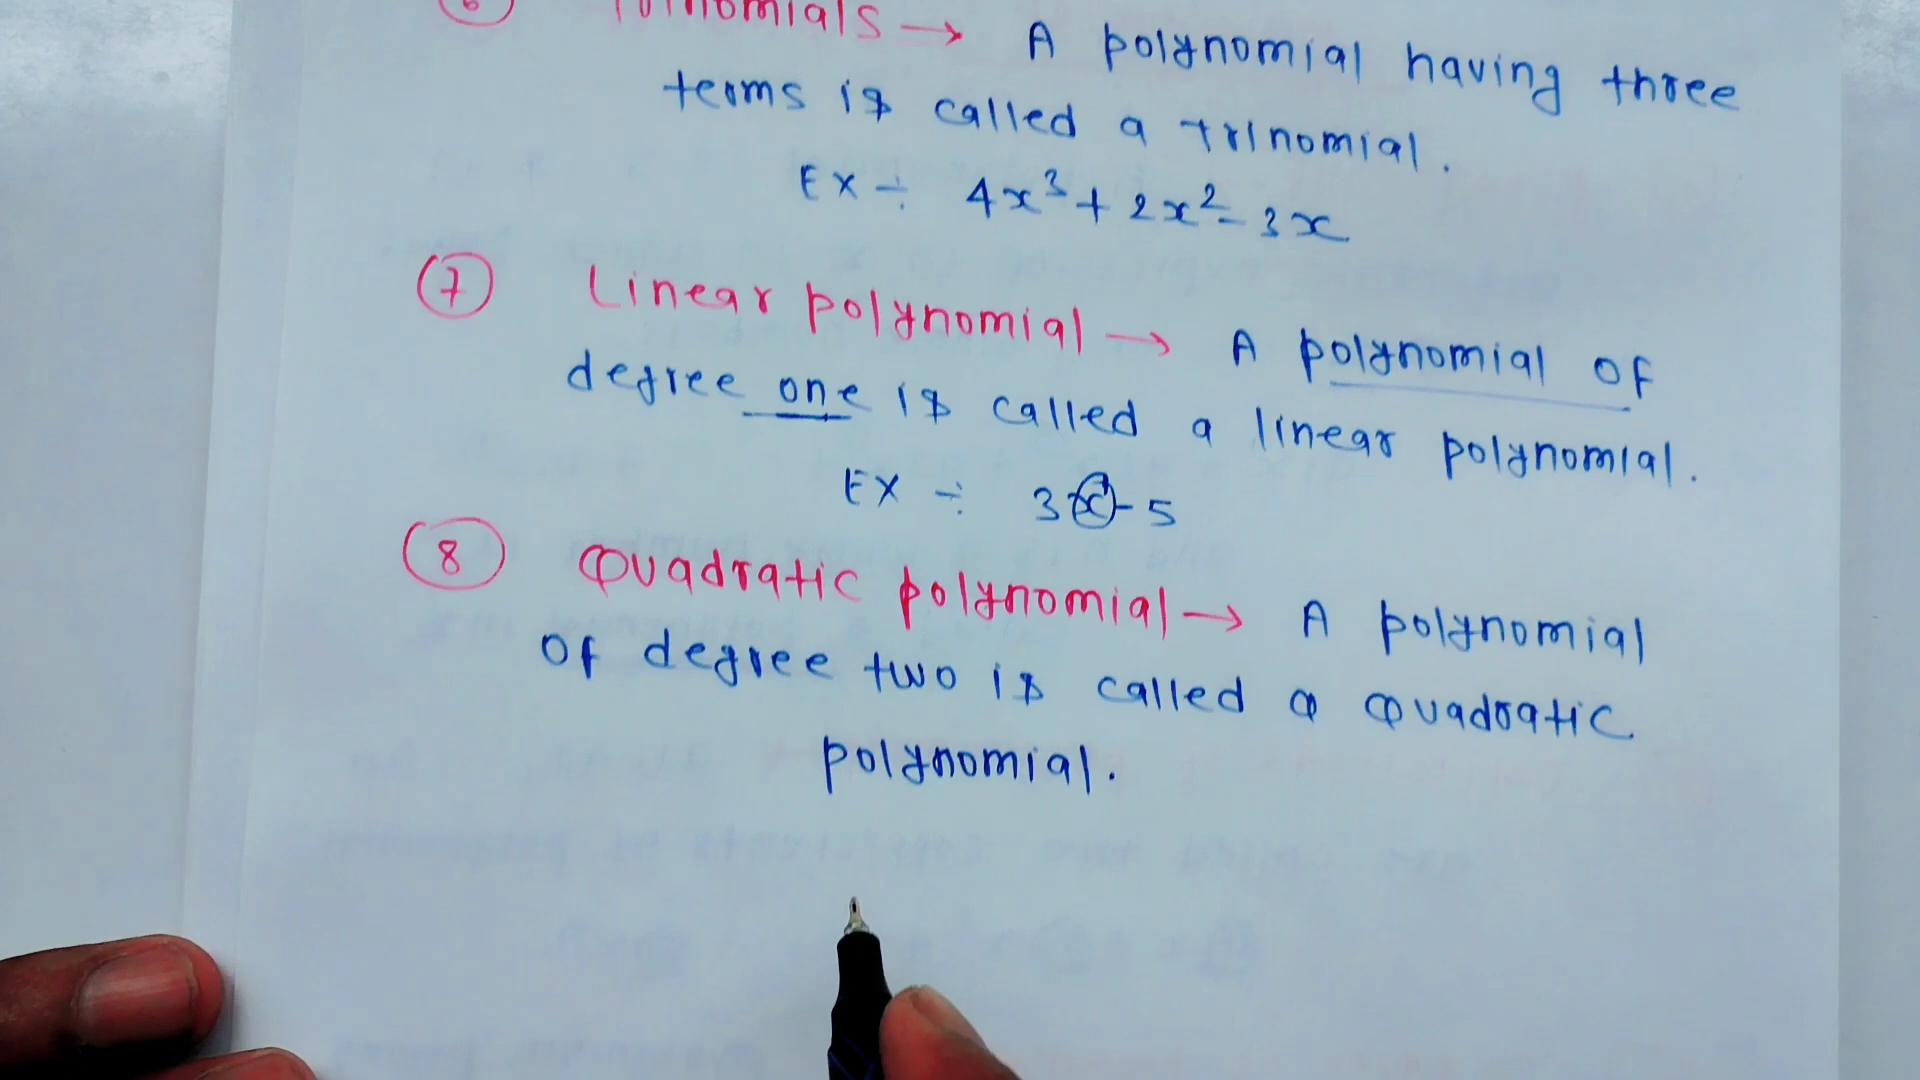 6 Trinomials → A polynomial having three
terms is called a trinomial.
Ex ÷ 4x³ + 2x² - 3x
7 Linear polynomial → A polynomial of
degree one is called a linear polynomial.
Ex ÷ 3x - 5
8 Quadratic polynomial → A polynomial
of degree two is called a quadratic
polynomial.